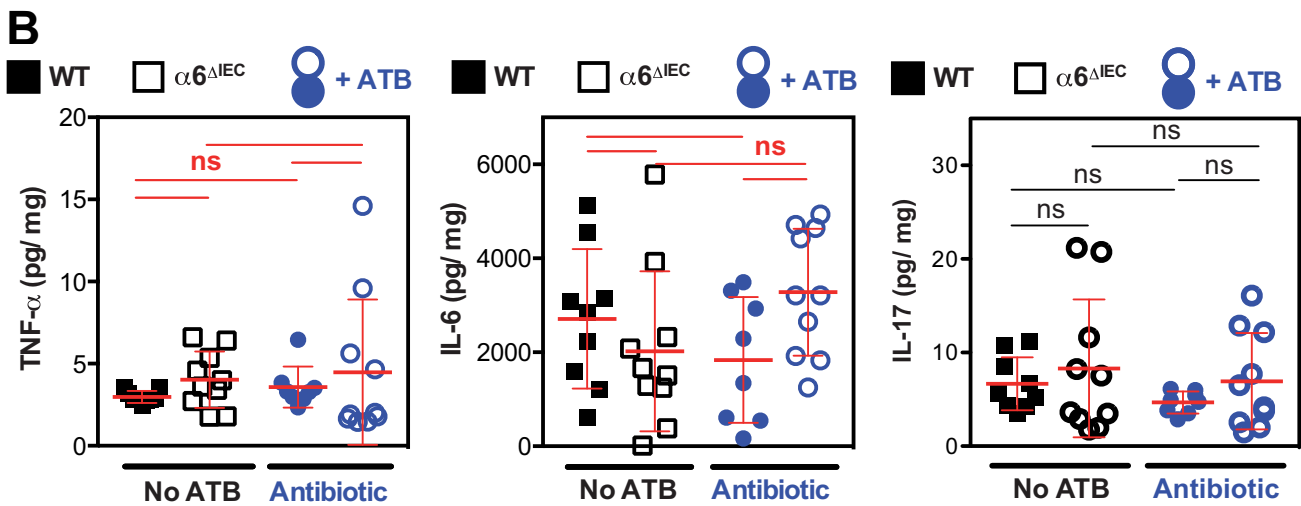 B
WT α6ΔIEC + ATB
WT α6ΔIEC + ATB
WT α6ΔIEC + ATB
TNF-α (pg/ mg)
20
15
10
5
0
ns
No ATB Antibiotic
IL-6 (pg/ mg)
6000
4000
2000
0
ns
No ATB Antibiotic
IL-17 (pg/ mg)
30
20
10
0
ns
ns
ns
ns
No ATB Antibiotic